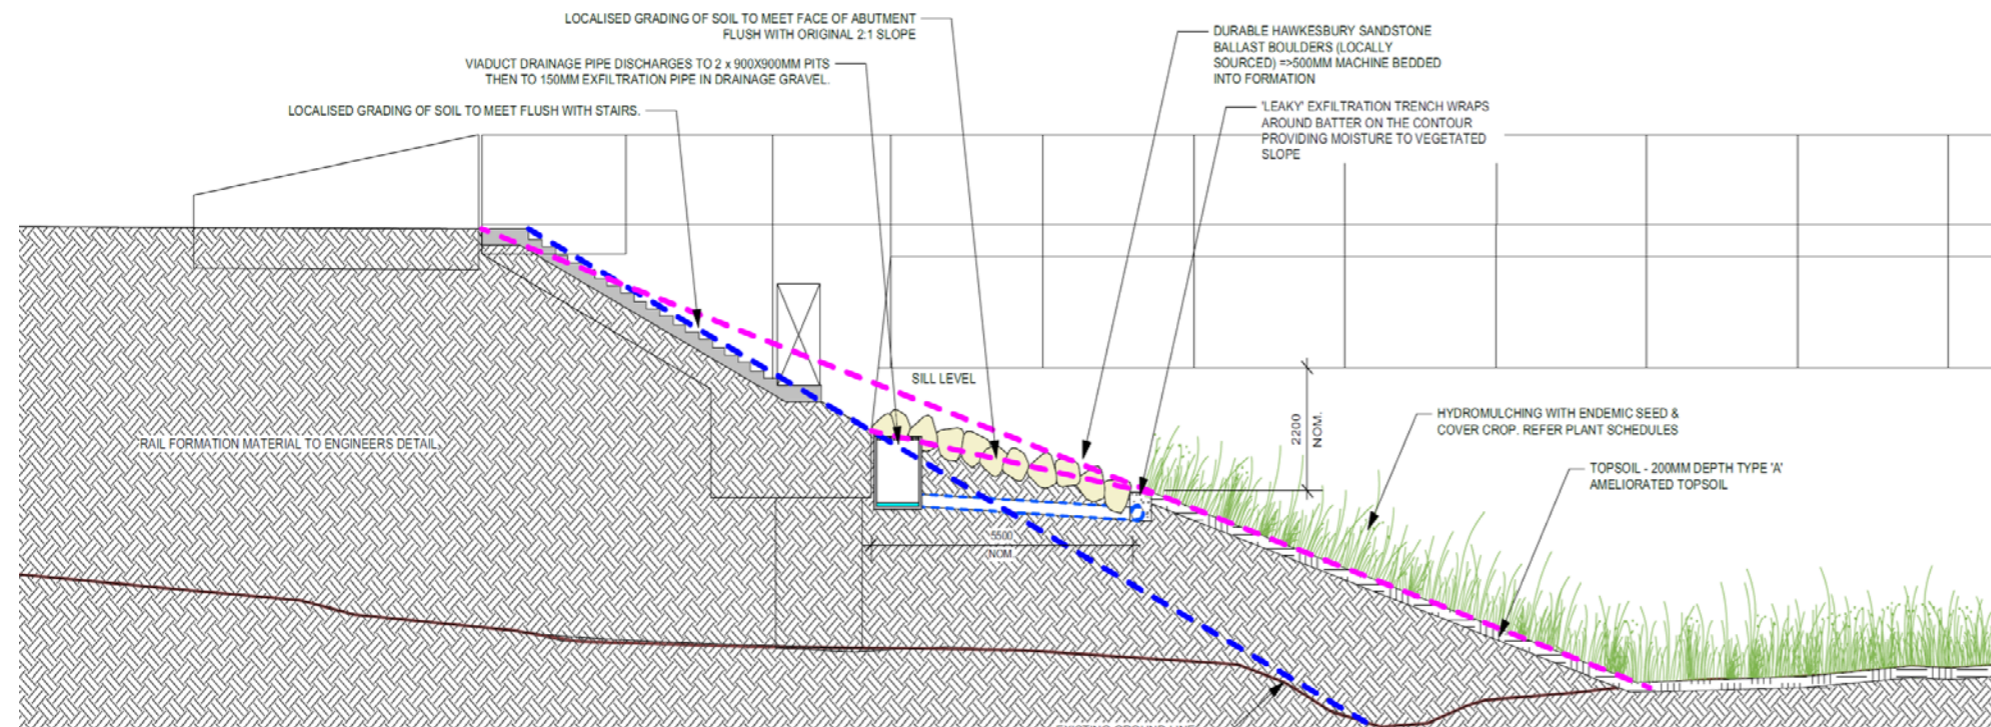 LOCALISED GRADING OF SOIL TO MEET FACE OF ABUTMENT
FLUSH WITH ORIGINAL 2:1 SLOPE
VIADUCT DRAINAGE PIPE DISCHARGES TO 2 x 900X900MM PITS
THEN TO 150MM EXFILTRATION PIPE IN DRAINAGE GRAVEL.
LOCALISED GRADING OF SOIL TO MEET FLUSH WITH STAIRS.
DURABLE HAWKESBURY SANDSTONE
BALLAST BOULDERS (LOCALLY
SOURCED) =>500MM MACHINE BEDDED
INTO FORMATION
'LEAKY' EXFILTRATION TRENCH WRAPS
AROUND BATTER ON THE CONTOUR
PROVIDING MOISTURE TO VEGETATED
SLOPE
SILL LEVEL
2200
NOM.
HYDROMULCHING WITH ENDEMIC SEED &
COVER CROP. REFER PLANT SCHEDULES
RAIL FORMATION MATERIAL TO ENGINEERS DETAIL.
TOPSOIL - 200MM DEPTH TYPE 'A'
AMELIORATED TOPSOIL
5500
NOM.